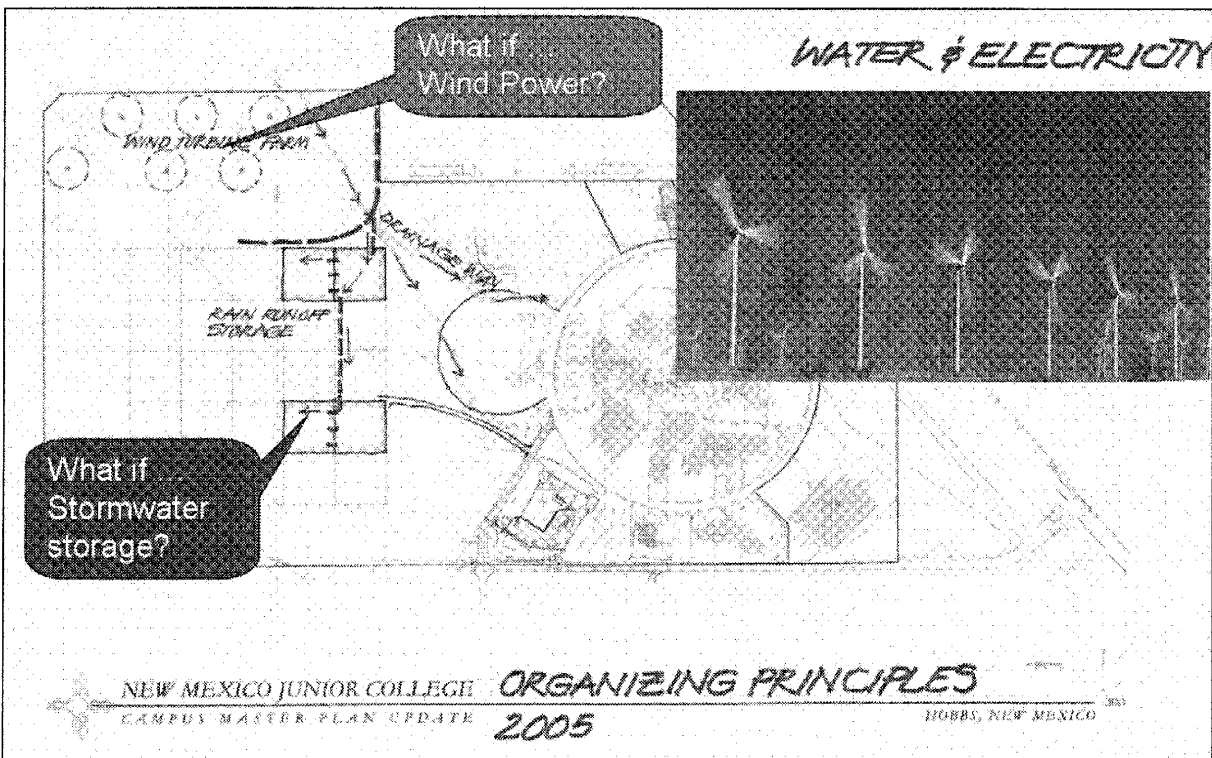 What if
Wind Power?
WATER & ELECTRICITY
WIND TURBINE FARM
DRAINAGE WAY
RAIN RUNOFF
STORAGE
What if ...
Stormwater
storage?
NEW MEXICO JUNIOR COLLEGE
CAMPUS MASTER PLAN UPDATE
ORGANIZING PRINCIPLES
2005
HOBBS, NEW MEXICO